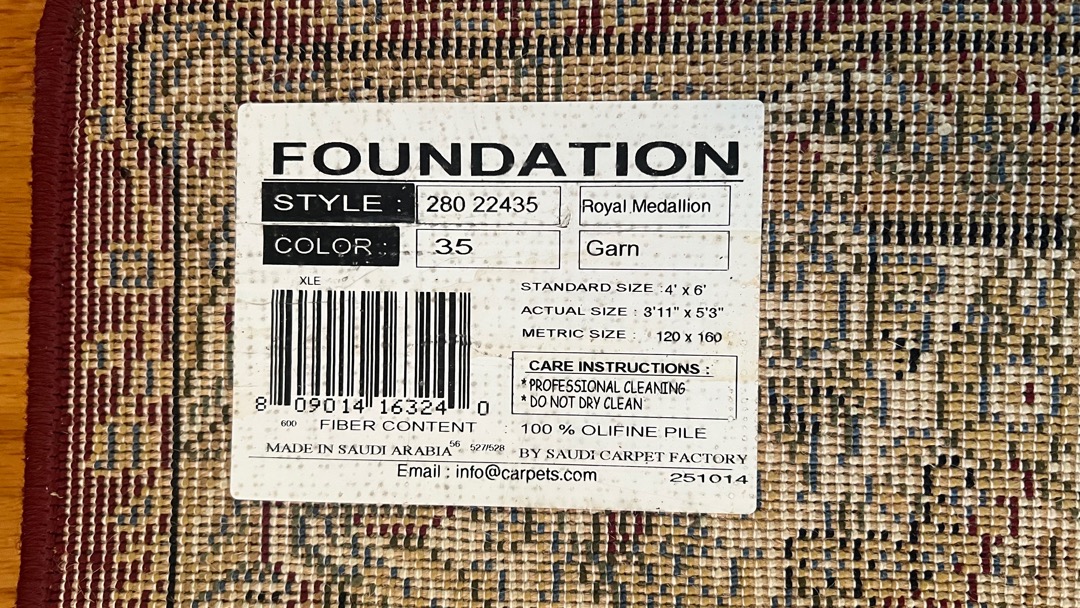 FOUNDATION
STYLE : 280 22435 Royal Medallion
COLOR : 35 Garn
XLE
STANDARD SIZE : 4' x 6'
ACTUAL SIZE : 3'11" x 5'3"
METRIC SIZE : 120 x 160
CARE INSTRUCTIONS :
* PROFESSIONAL CLEANING
* DO NOT DRY CLEAN
8 09014 16324 0
600 FIBER CONTENT : 100 % OLIFINE PILE
MADE IN SAUDI ARABIA 56 527/528 BY SAUDI CARPET FACTORY
Email : info@carpets.com 251014